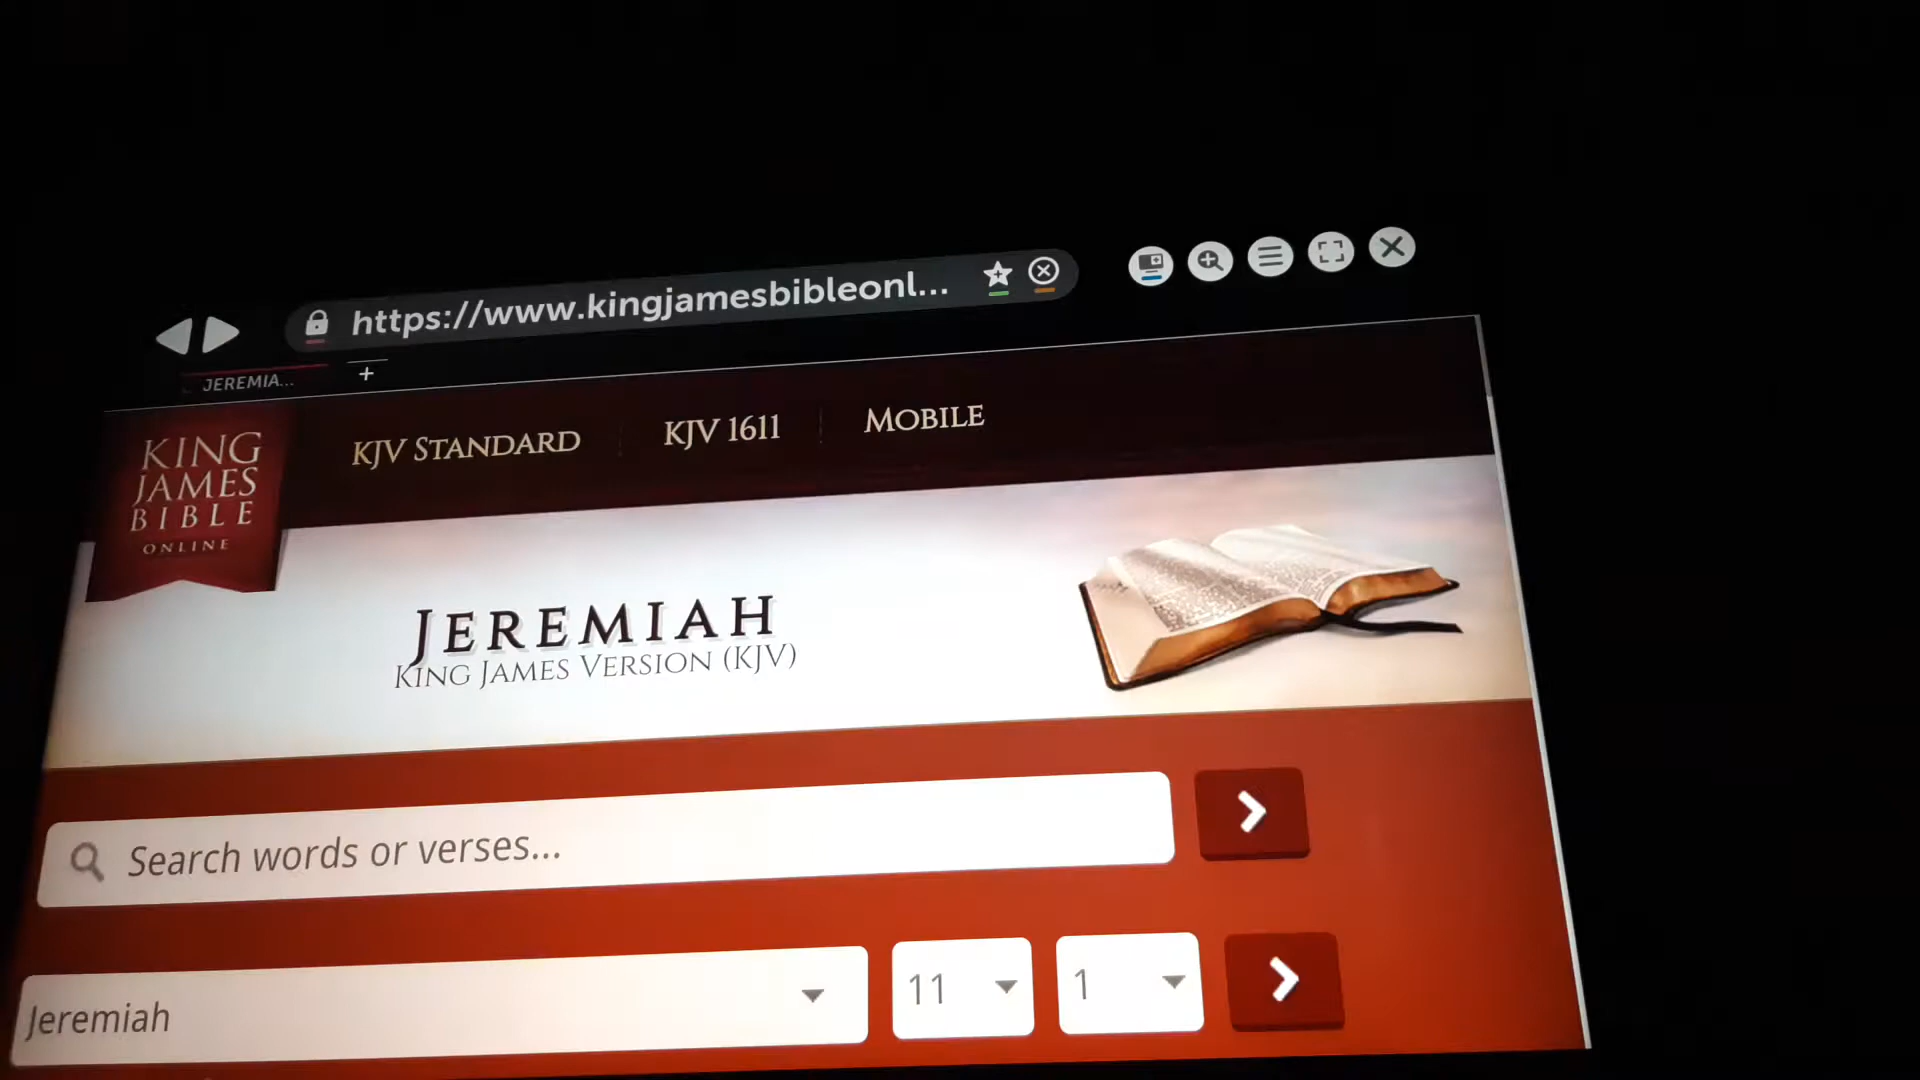 https://www.kingjamesbibleonl...
JEREMIA...
+
KING
JAMES
BIBLE
ONLINE
KJV STANDARD
KJV 1611
MOBILE
JEREMIAH
KING JAMES VERSION (KJV)
Search words or verses...
Jeremiah
11
1